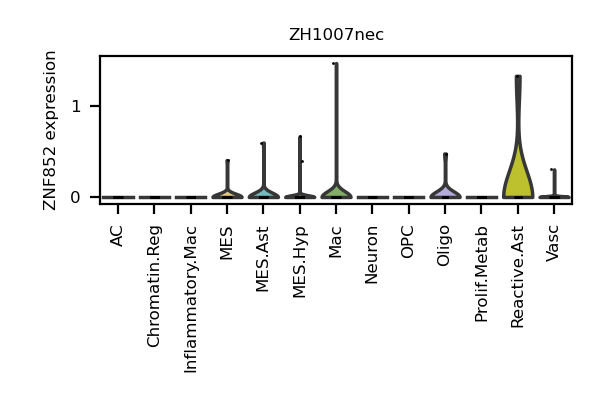 ZH1007nec
ZNF852 expression
1
0
AC
Chromatin.Reg
Inflammatory.Mac
MES
MES.Ast
MES.Hyp
Mac
Neuron
OPC
Oligo
Prolif.Metab
Reactive.Ast
Vasc